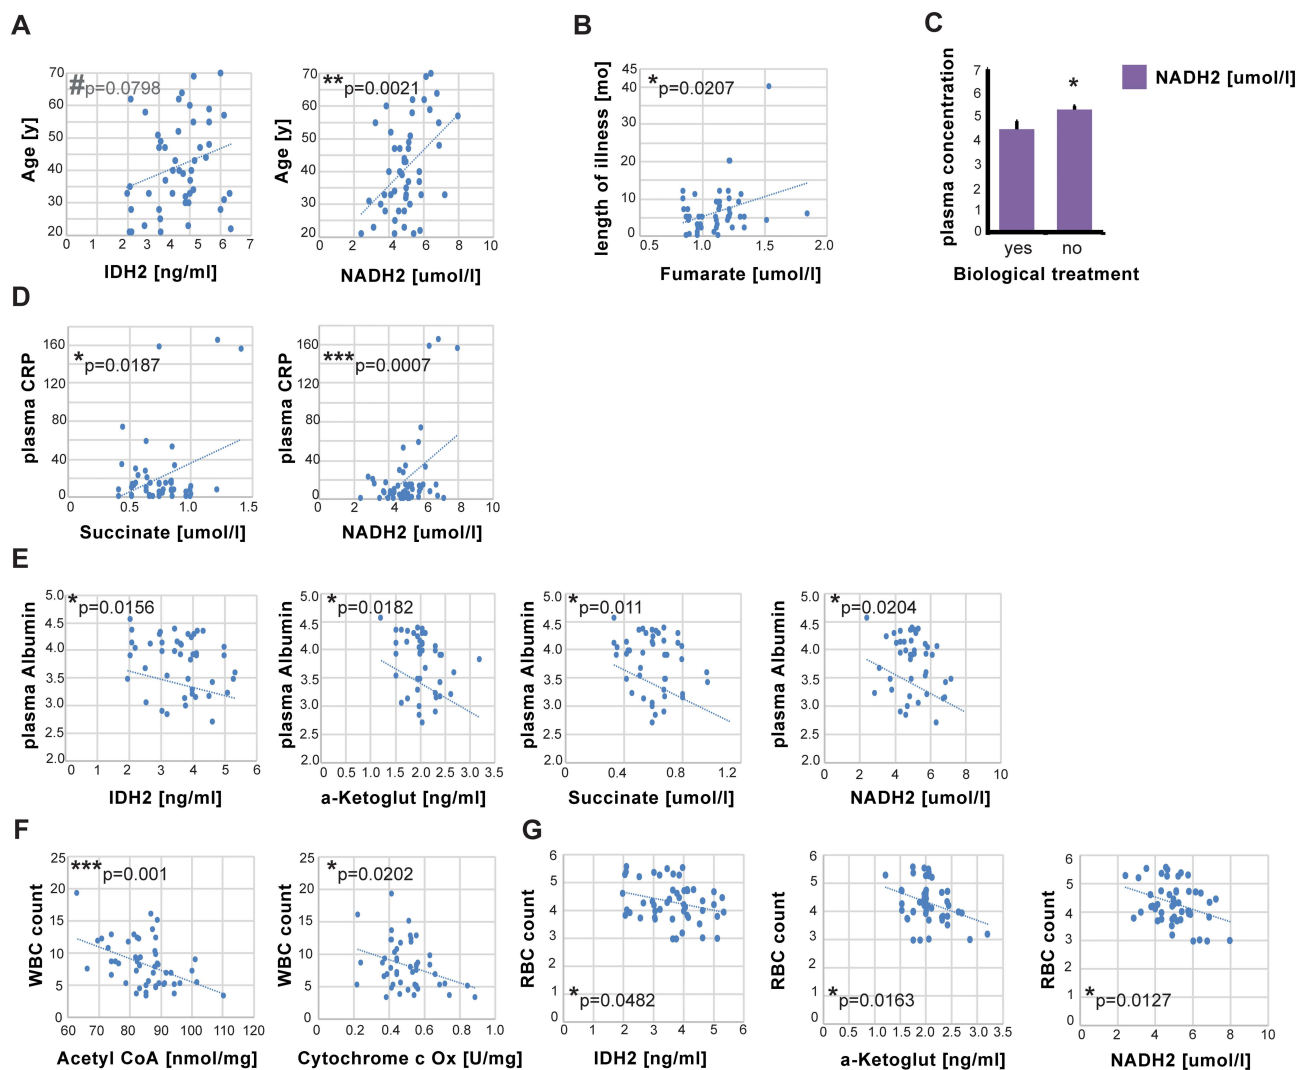 A
#p=0.0798
Age [y]
70
60
50
40
30
20
0 1 2 3 4 5 6 7
IDH2 [ng/ml]
**p=0.0021
Age [y]
70
60
50
40
30
20
0 2 4 6 8 10
NADH2 [umol/l]
B
*p=0.0207
length of illness [mo]
45
40
30
20
10
0
0.5 1.0 1.5 2.0
Fumarate [umol/l]
C
plasma concentration
7
6
5
4
3
2
1
0
*
yes no
Biological treatment
NADH2 [umol/l]
D
*p=0.0187
plasma CRP
160
120
80
40
0
0 0.5 1.0 1.5
Succinate [umol/l]
***p=0.0007
plasma CRP
160
120
80
40
0
0 2 4 6 8 10
NADH2 [umol/l]
E
*p=0.0156
plasma Albumin
5.0
4.5
4.0
3.5
3.0
2.5
2.0
0 1 2 3 4 5 6
IDH2 [ng/ml]
*p=0.0182
plasma Albumin
5.0
4.5
4.0
3.5
3.0
2.5
2.0
0 0.5 1.0 1.5 2.0 2.5 3.0 3.5
a-Ketoglut [ng/ml]
*p=0.011
plasma Albumin
5.0
4.5
4.0
3.5
3.0
2.5
2.0
0 0.4 0.8 1.2
Succinate [umol/l]
*p=0.0204
plasma Albumin
5.0
4.5
4.0
3.5
3.0
2.5
2.0
0 2 4 6 8 10
NADH2 [umol/l]
F
***p=0.001
WBC count
25
20
15
10
5
0
60 70 80 90 100 110 120
Acetyl CoA [nmol/mg]
*p=0.0202
WBC count
25
20
15
10
5
0
0 0.2 0.4 0.6 0.8 1.0
Cytochrome c Ox [U/mg]
G
RBC count
6
5
4
3
2
1
0
*p=0.0482
0 1 2 3 4 5 6
IDH2 [ng/ml]
RBC count
6
5
4
3
2
1
0
*p=0.0163
0 0.5 1.0 1.5 2.0 2.5 3.0 3.5
a-Ketoglut [ng/ml]
RBC count
6
5
4
3
2
1
0
*p=0.0127
0 2 4 6 8 10
NADH2 [umol/l]